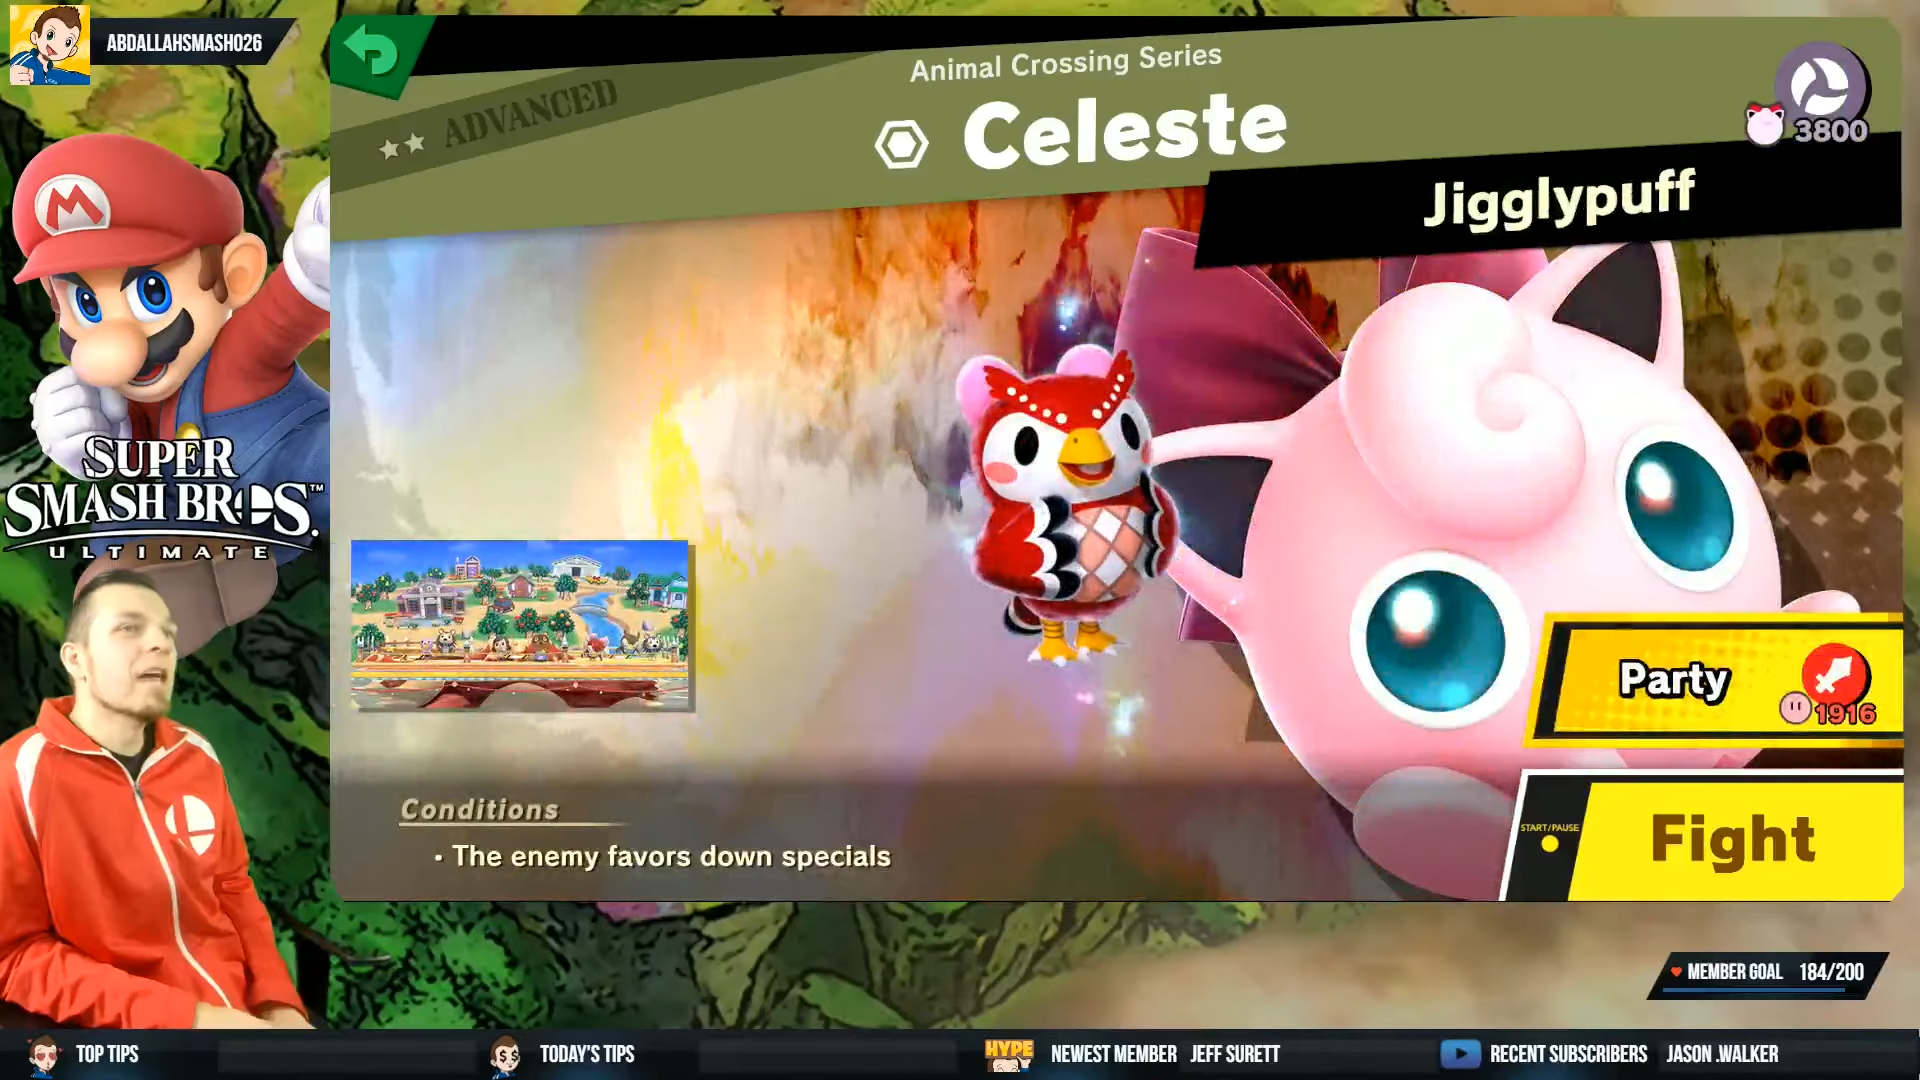 ABDALLAHSMASH026
Animal Crossing Series
ADVANCED
Celeste
3800
Jigglypuff
M
SUPER
SMASH BROS.™
ULTIMATE
Party
1916
Conditions
· The enemy favors down specials
START/PAUSE
Fight
MEMBER GOAL 184/200
TOP TIPS
TODAY'S TIPS
HYPE
NEWEST MEMBER JEFF SURETT
RECENT SUBSCRIBERS JASON .WALKER